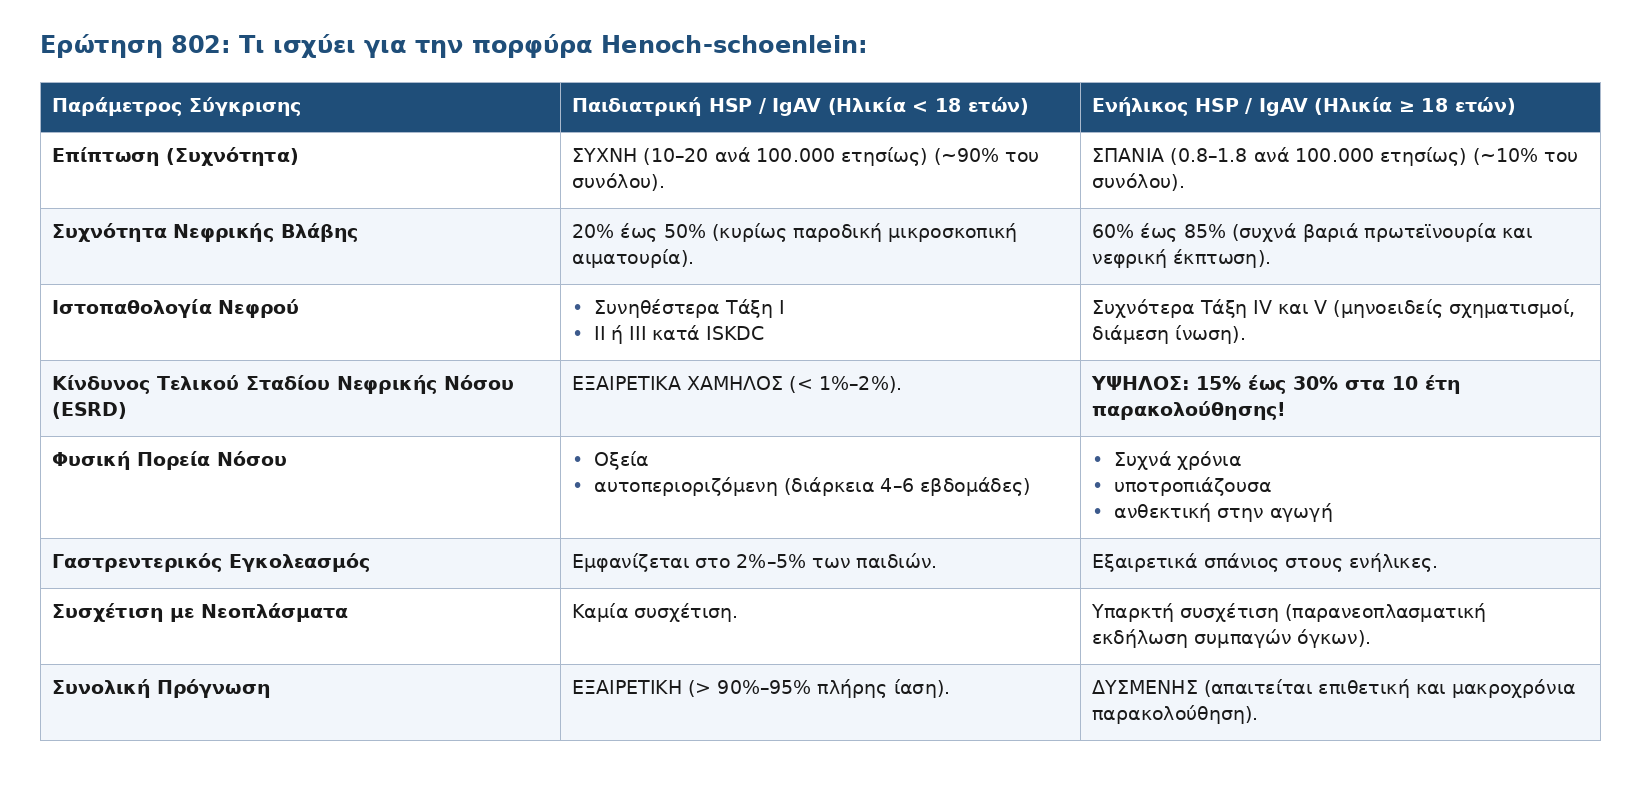 Ερώτηση 802: Τι ισχύει για την πορφύρα Henoch-schoenlein:
Παράμετρος Σύγκρισης
Παιδιατρική HSP / IgAV (Ηλικία < 18 ετών)
Ενήλικος HSP / IgAV (Ηλικία ≥ 18 ετών)
Επίπτωση (Συχνότητα)
ΣΥΧΝΗ (10–20 ανά 100.000 ετησίως) (~90% του
συνόλου).
ΣΠΑΝΙΑ (0.8–1.8 ανά 100.000 ετησίως) (~10% του
συνόλου).
Συχνότητα Νεφρικής Βλάβης
20% έως 50% (κυρίως παροδική μικροσκοπική
αιματουρία).
60% έως 85% (συχνά βαριά πρωτεϊνουρία και
νεφρική έκπτωση).
Ιστοπαθολογία Νεφρού
• Συνηθέστερα Τάξη I
• II ή III κατά ISKDC
Συχνότερα Τάξη IV και V (μηνοειδείς σχηματισμοί,
διάμεση ίνωση).
Κίνδυνος Τελικού Σταδίου Νεφρικής Νόσου
(ESRD)
ΕΞΑΙΡΕΤΙΚΑ ΧΑΜΗΛΟΣ (< 1%–2%).
ΥΨΗΛΟΣ: 15% έως 30% στα 10 έτη
παρακολούθησης!
Φυσική Πορεία Νόσου
• Οξεία
• αυτοπεριοριζόμενη (διάρκεια 4–6 εβδομάδες)
• Συχνά χρόνια
• υποτροπιάζουσα
• ανθεκτική στην αγωγή
Γαστρεντερικός Εγκολεασμός
Εμφανίζεται στο 2%–5% των παιδιών.
Εξαιρετικά σπάνιος στους ενήλικες.
Συσχέτιση με Νεοπλάσματα
Καμία συσχέτιση.
Υπαρκτή συσχέτιση (παρανεοπλασματική
εκδήλωση συμπαγών όγκων).
Συνολική Πρόγνωση
ΕΞΑΙΡΕΤΙΚΗ (> 90%–95% πλήρης ίαση).
ΔΥΣΜΕΝΗΣ (απαιτείται επιθετική και μακροχρόνια
παρακολούθηση).